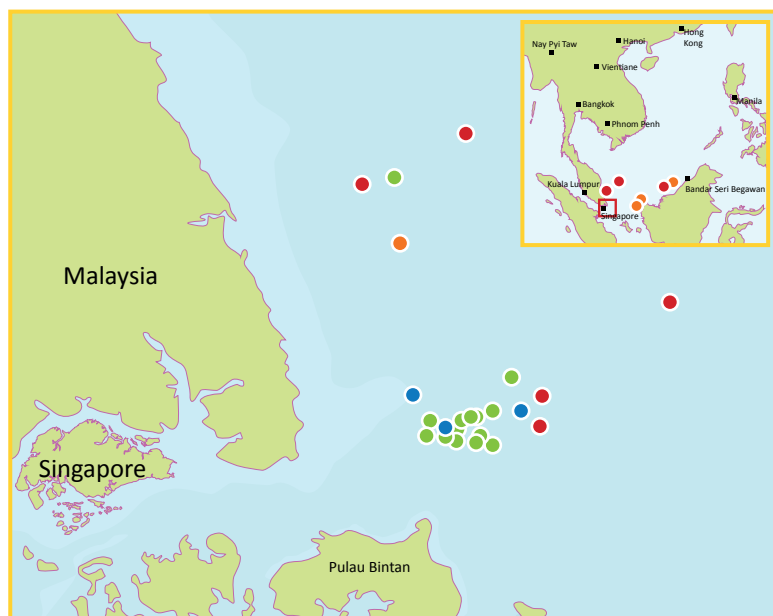 Hong
Kong
Hanoi
Nay Pyi Taw
Vientiane
Manila
Bangkok
Phnom Penh
Kuala Lumpur
Bandar Seri Begawan
Singapore
Malaysia
Singapore
Pulau Bintan